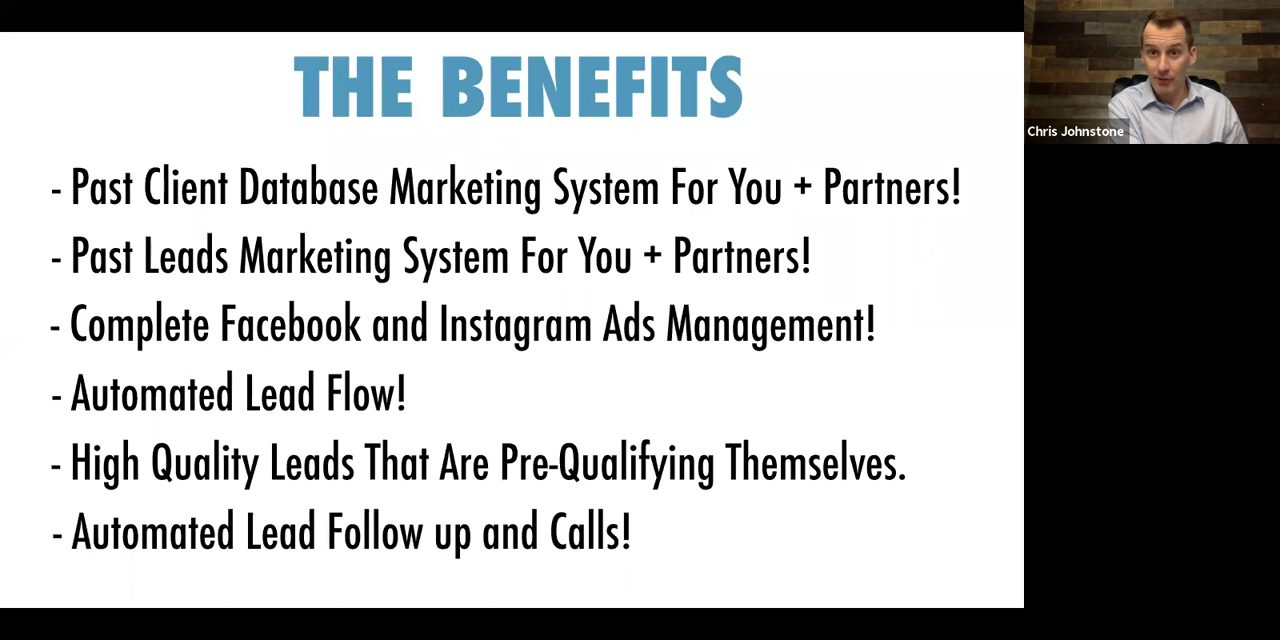 THE BENEFITS
- Past Client Database Marketing System For You + Partners!
- Past Leads Marketing System For You + Partners!
- Complete Facebook and Instagram Ads Management!
- Automated Lead Flow!
- High Quality Leads That Are Pre-Qualifying Themselves.
- Automated Lead Follow up and Calls!
Chris Johnstone